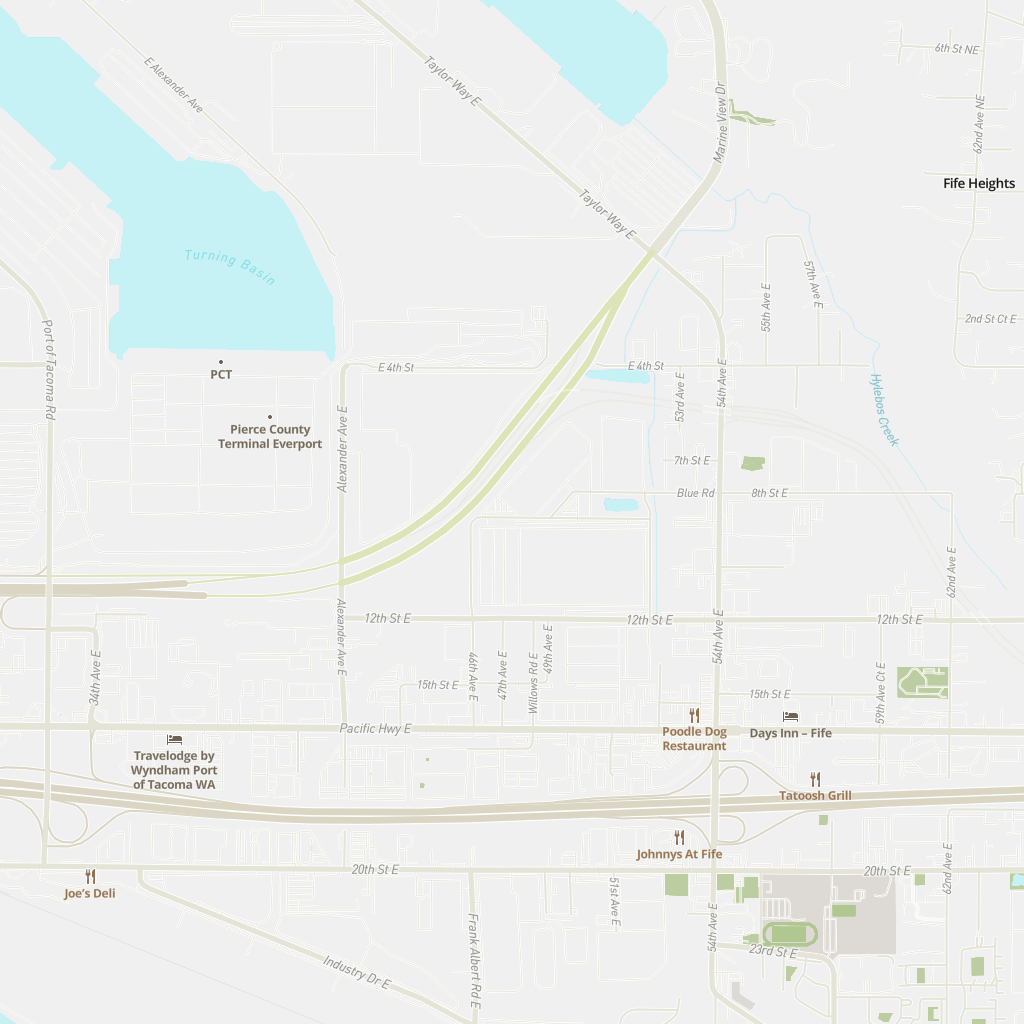 6th St NE
E Alexander Ave
Taylor Way E
Marine View Dr
62nd Ave NE
Fife Heights
Taylor Way E
Turning Basin
57th Ave E
55th Ave E
2nd St Ct E
Port of Tacoma Rd
PCT
E 4th St
E 4th St
53rd Ave E
54th Ave E
Hylebos Creek
Pierce County
Terminal Everport
Alexander Ave E
7th St E
Blue Rd
8th St E
62nd Ave E
Alexander Ave E
12th St E
12th St E
12th St E
54th Ave E
34th Ave E
46th Ave E
47th Ave E
Willows Rd E
49th Ave E
15th St E
15th St E
59th Ave Ct E
Pacific Hwy E
Poodle Dog
Restaurant
Days Inn – Fife
Travelodge by
Wyndham Port
of Tacoma WA
Tatoosh Grill
Johnnys At Fife
20th St E
20th St E
62nd Ave E
Joe's Deli
51st Ave E
54th Ave E
Frank Albert Rd E
23rd St E
Industry Dr E